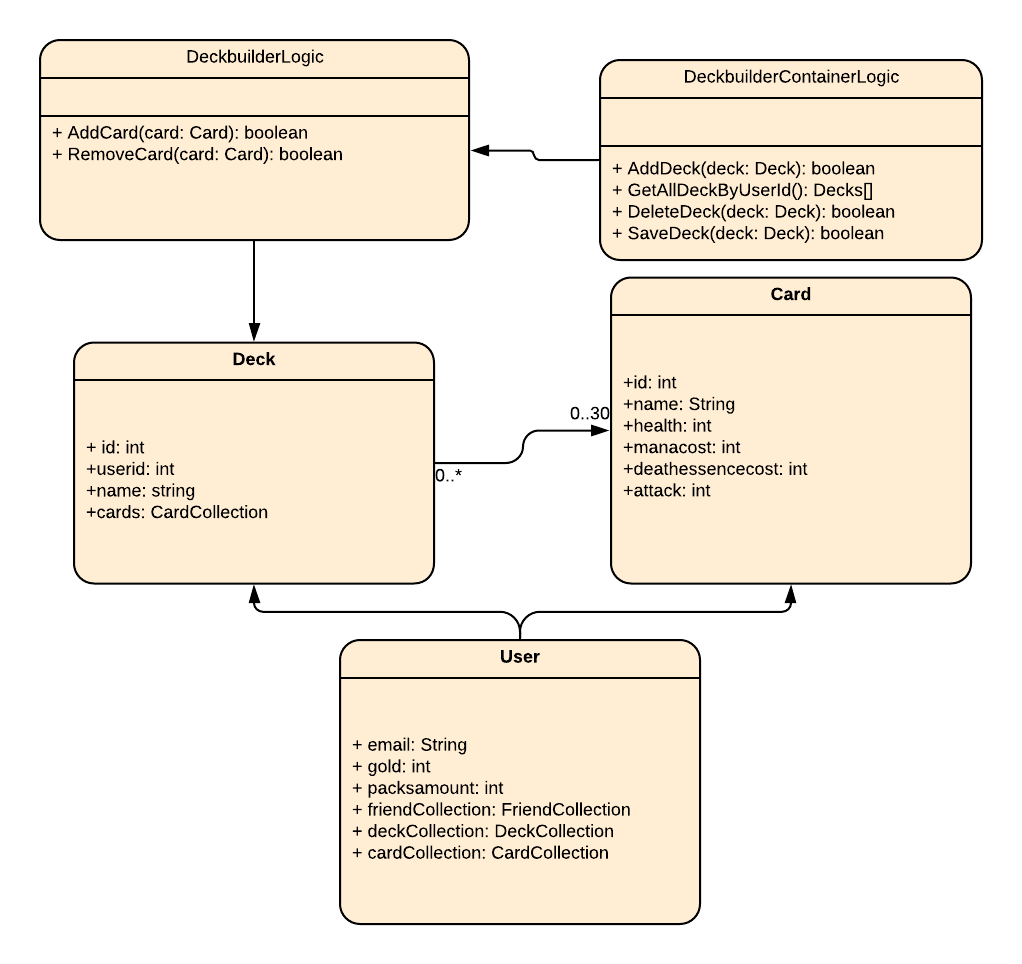 DeckbuilderLogic
+ AddCard(card: Card): boolean
+ RemoveCard(card: Card): boolean
DeckbuilderContainerLogic
+ AddDeck(deck: Deck): boolean
+ GetAllDeckByUserId(): Decks[]
+ DeleteDeck(deck: Deck): boolean
+ SaveDeck(deck: Deck): boolean
Deck
+ id: int
+userid: int
+name: string
+cards: CardCollection
0..*
0..30
Card
+id: int
+name: String
+health: int
+manacost: int
+deathessencecost: int
+attack: int
User
+ email: String
+ gold: int
+ packsamount: int
+ friendCollection: FriendCollection
+ deckCollection: DeckCollection
+ cardCollection: CardCollection